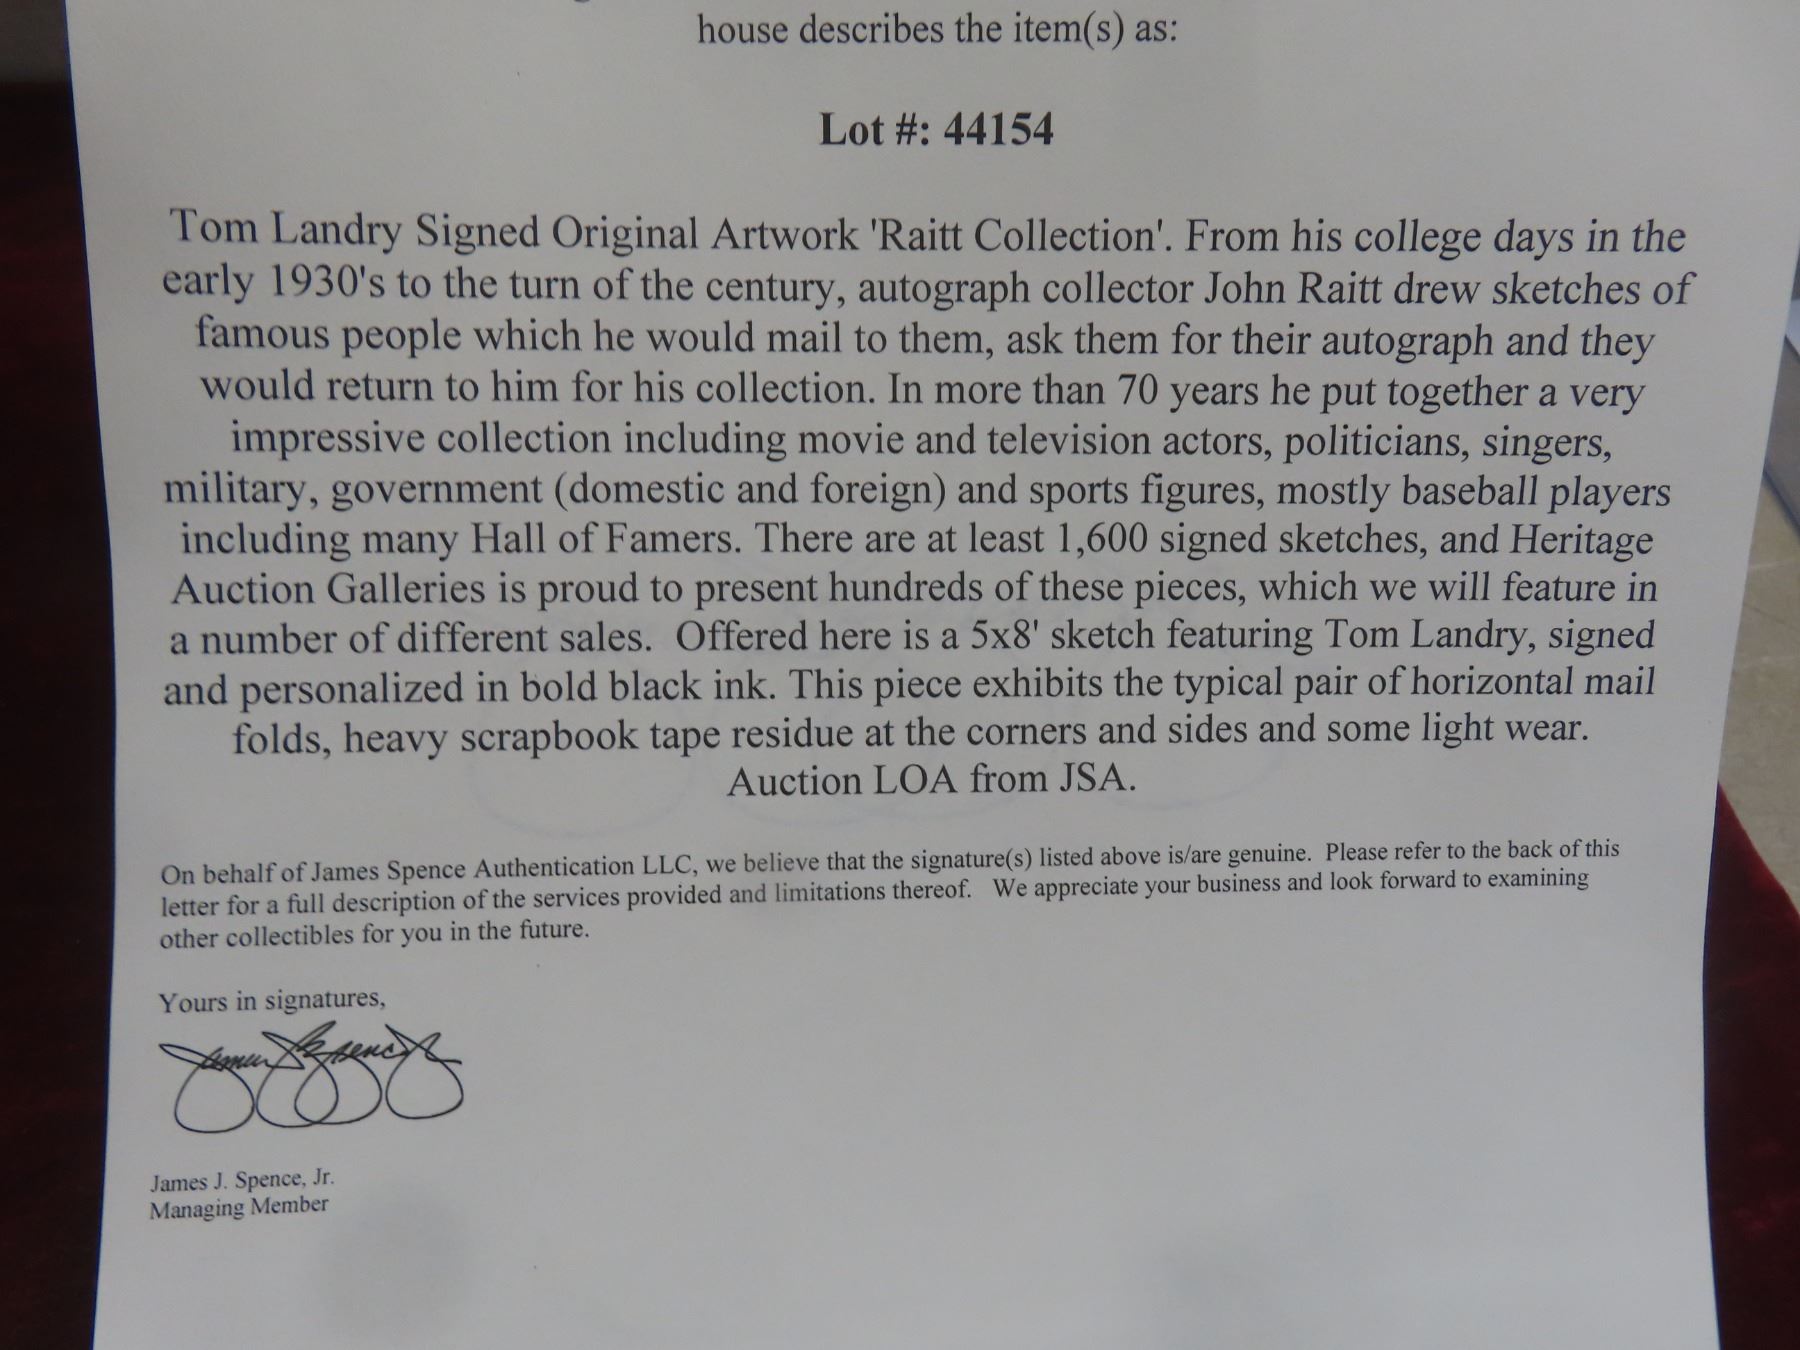 house describes the item(s) as:
Lot #: 44154
Tom Landry Signed Original Artwork 'Raitt Collection'. From his college days in the
early 1930's to the turn of the century, autograph collector John Raitt drew sketches of
famous people which he would mail to them, ask them for their autograph and they
would return to him for his collection. In more than 70 years he put together a very
impressive collection including movie and television actors, politicians, singers,
military, government (domestic and foreign) and sports figures, mostly baseball players
including many Hall of Famers. There are at least 1,600 signed sketches, and Heritage
Auction Galleries is proud to present hundreds of these pieces, which we will feature in
a number of different sales. Offered here is a 5x8' sketch featuring Tom Landry, signed
and personalized in bold black ink. This piece exhibits the typical pair of horizontal mail
folds, heavy scrapbook tape residue at the corners and sides and some light wear.
Auction LOA from JSA.
On behalf of James Spence Authentication LLC, we believe that the signature(s) listed above is/are genuine. Please refer to the back of this
letter for a full description of the services provided and limitations thereof. We appreciate your business and look forward to examining
other collectibles for you in the future.
Yours in signatures,
James J. Spence, Jr.
James J. Spence, Jr.
Managing Member